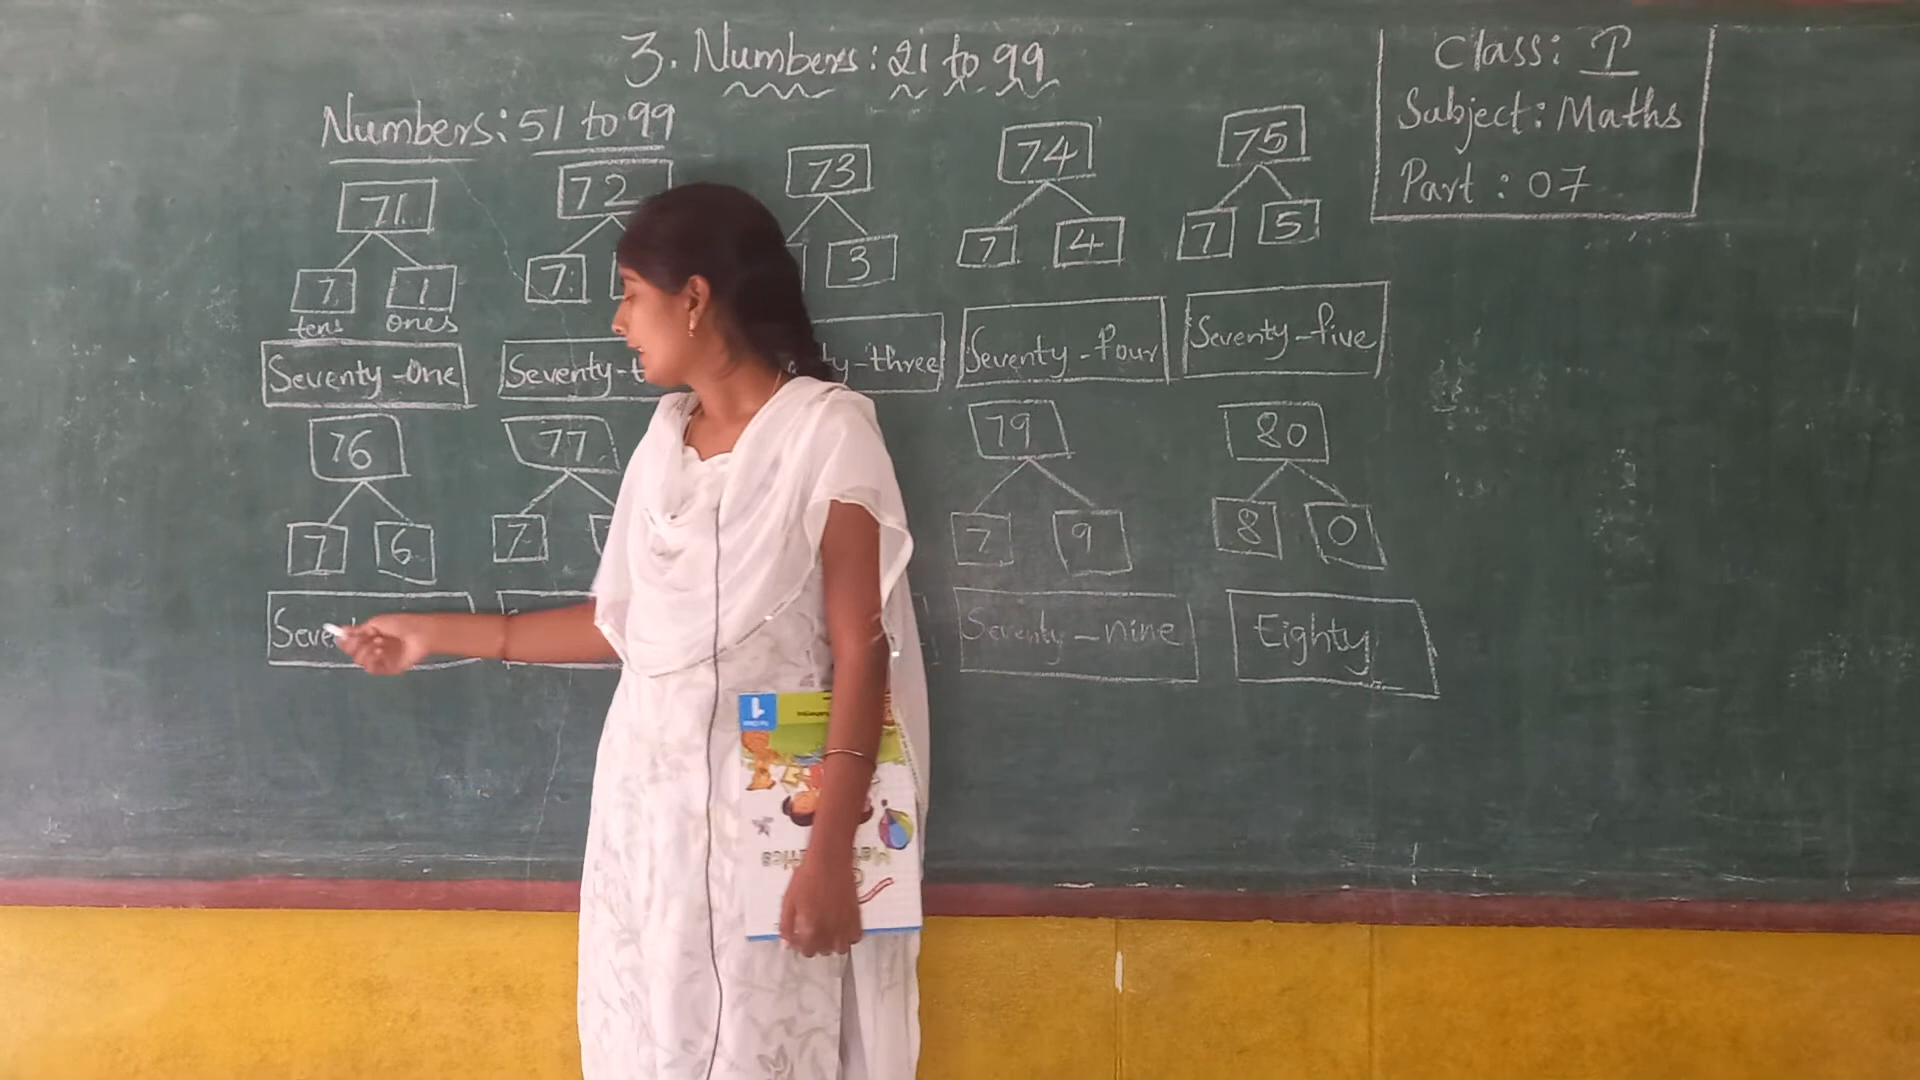 3. Numbers: 21 to 99
Class: I
Subject: Maths
Part: 07
Numbers: 51 to 99
71 72 73 74 75
7 1 7 3 7 4 7 5
tens ones
Seventy-one Seventy-t y-three Seventy-four Seventy-five
76 77 79 80
7 6 7 7 9 8 0
Seve Seventy-nine Eighty
1